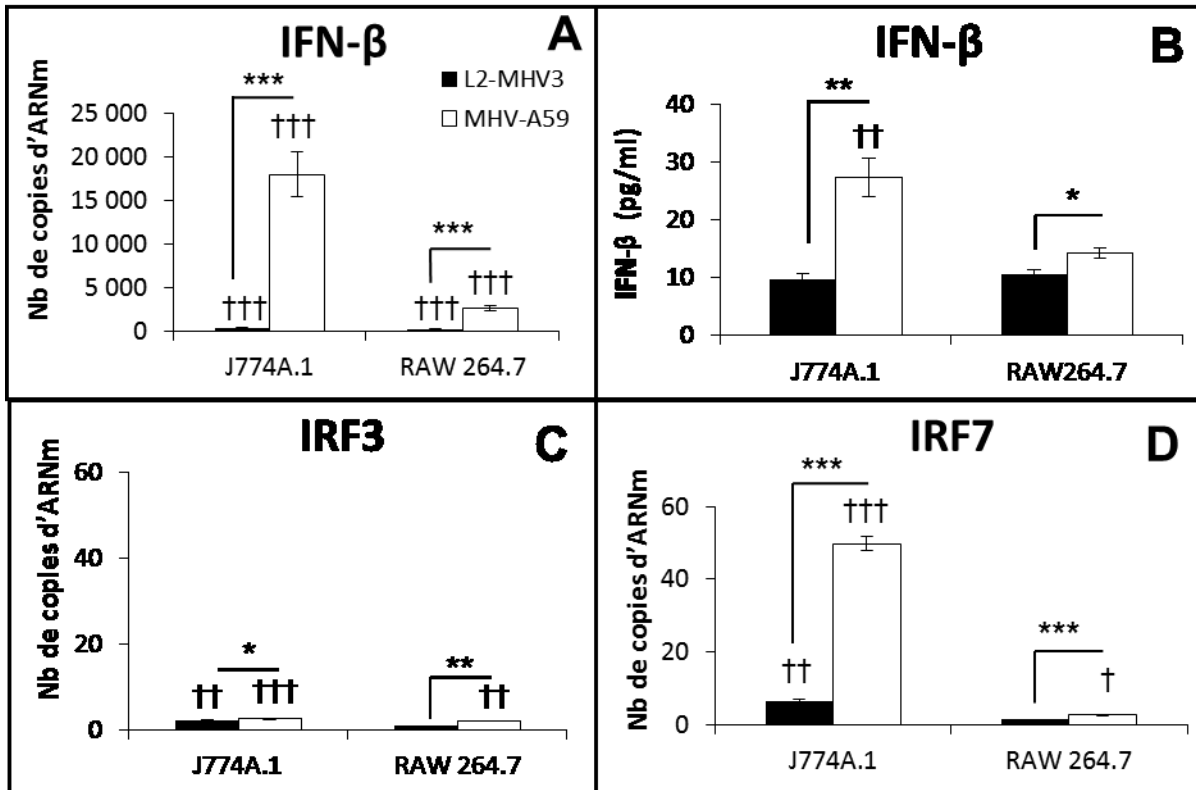 IFN-β
A
***
L2-MHV3
MHV-A59
Nb de copies d'ARNm
25 000
20 000
15 000
10 000
5 000
0
†††
†††
***
†††
†††
J774A.1
RAW 264.7
IFN-β
B
IFN-β (pg/ml)
40
30
20
10
0
**
††
*
J774A.1
RAW264.7
IRF3
C
Nb de copies d'ARNm
60
40
20
0
*
††
†††
**
††
J774A.1
RAW 264.7
IRF7
D
Nb de copies d'ARNm
60
40
20
0
***
†††
††
***
†
J774A.1
RAW 264.7